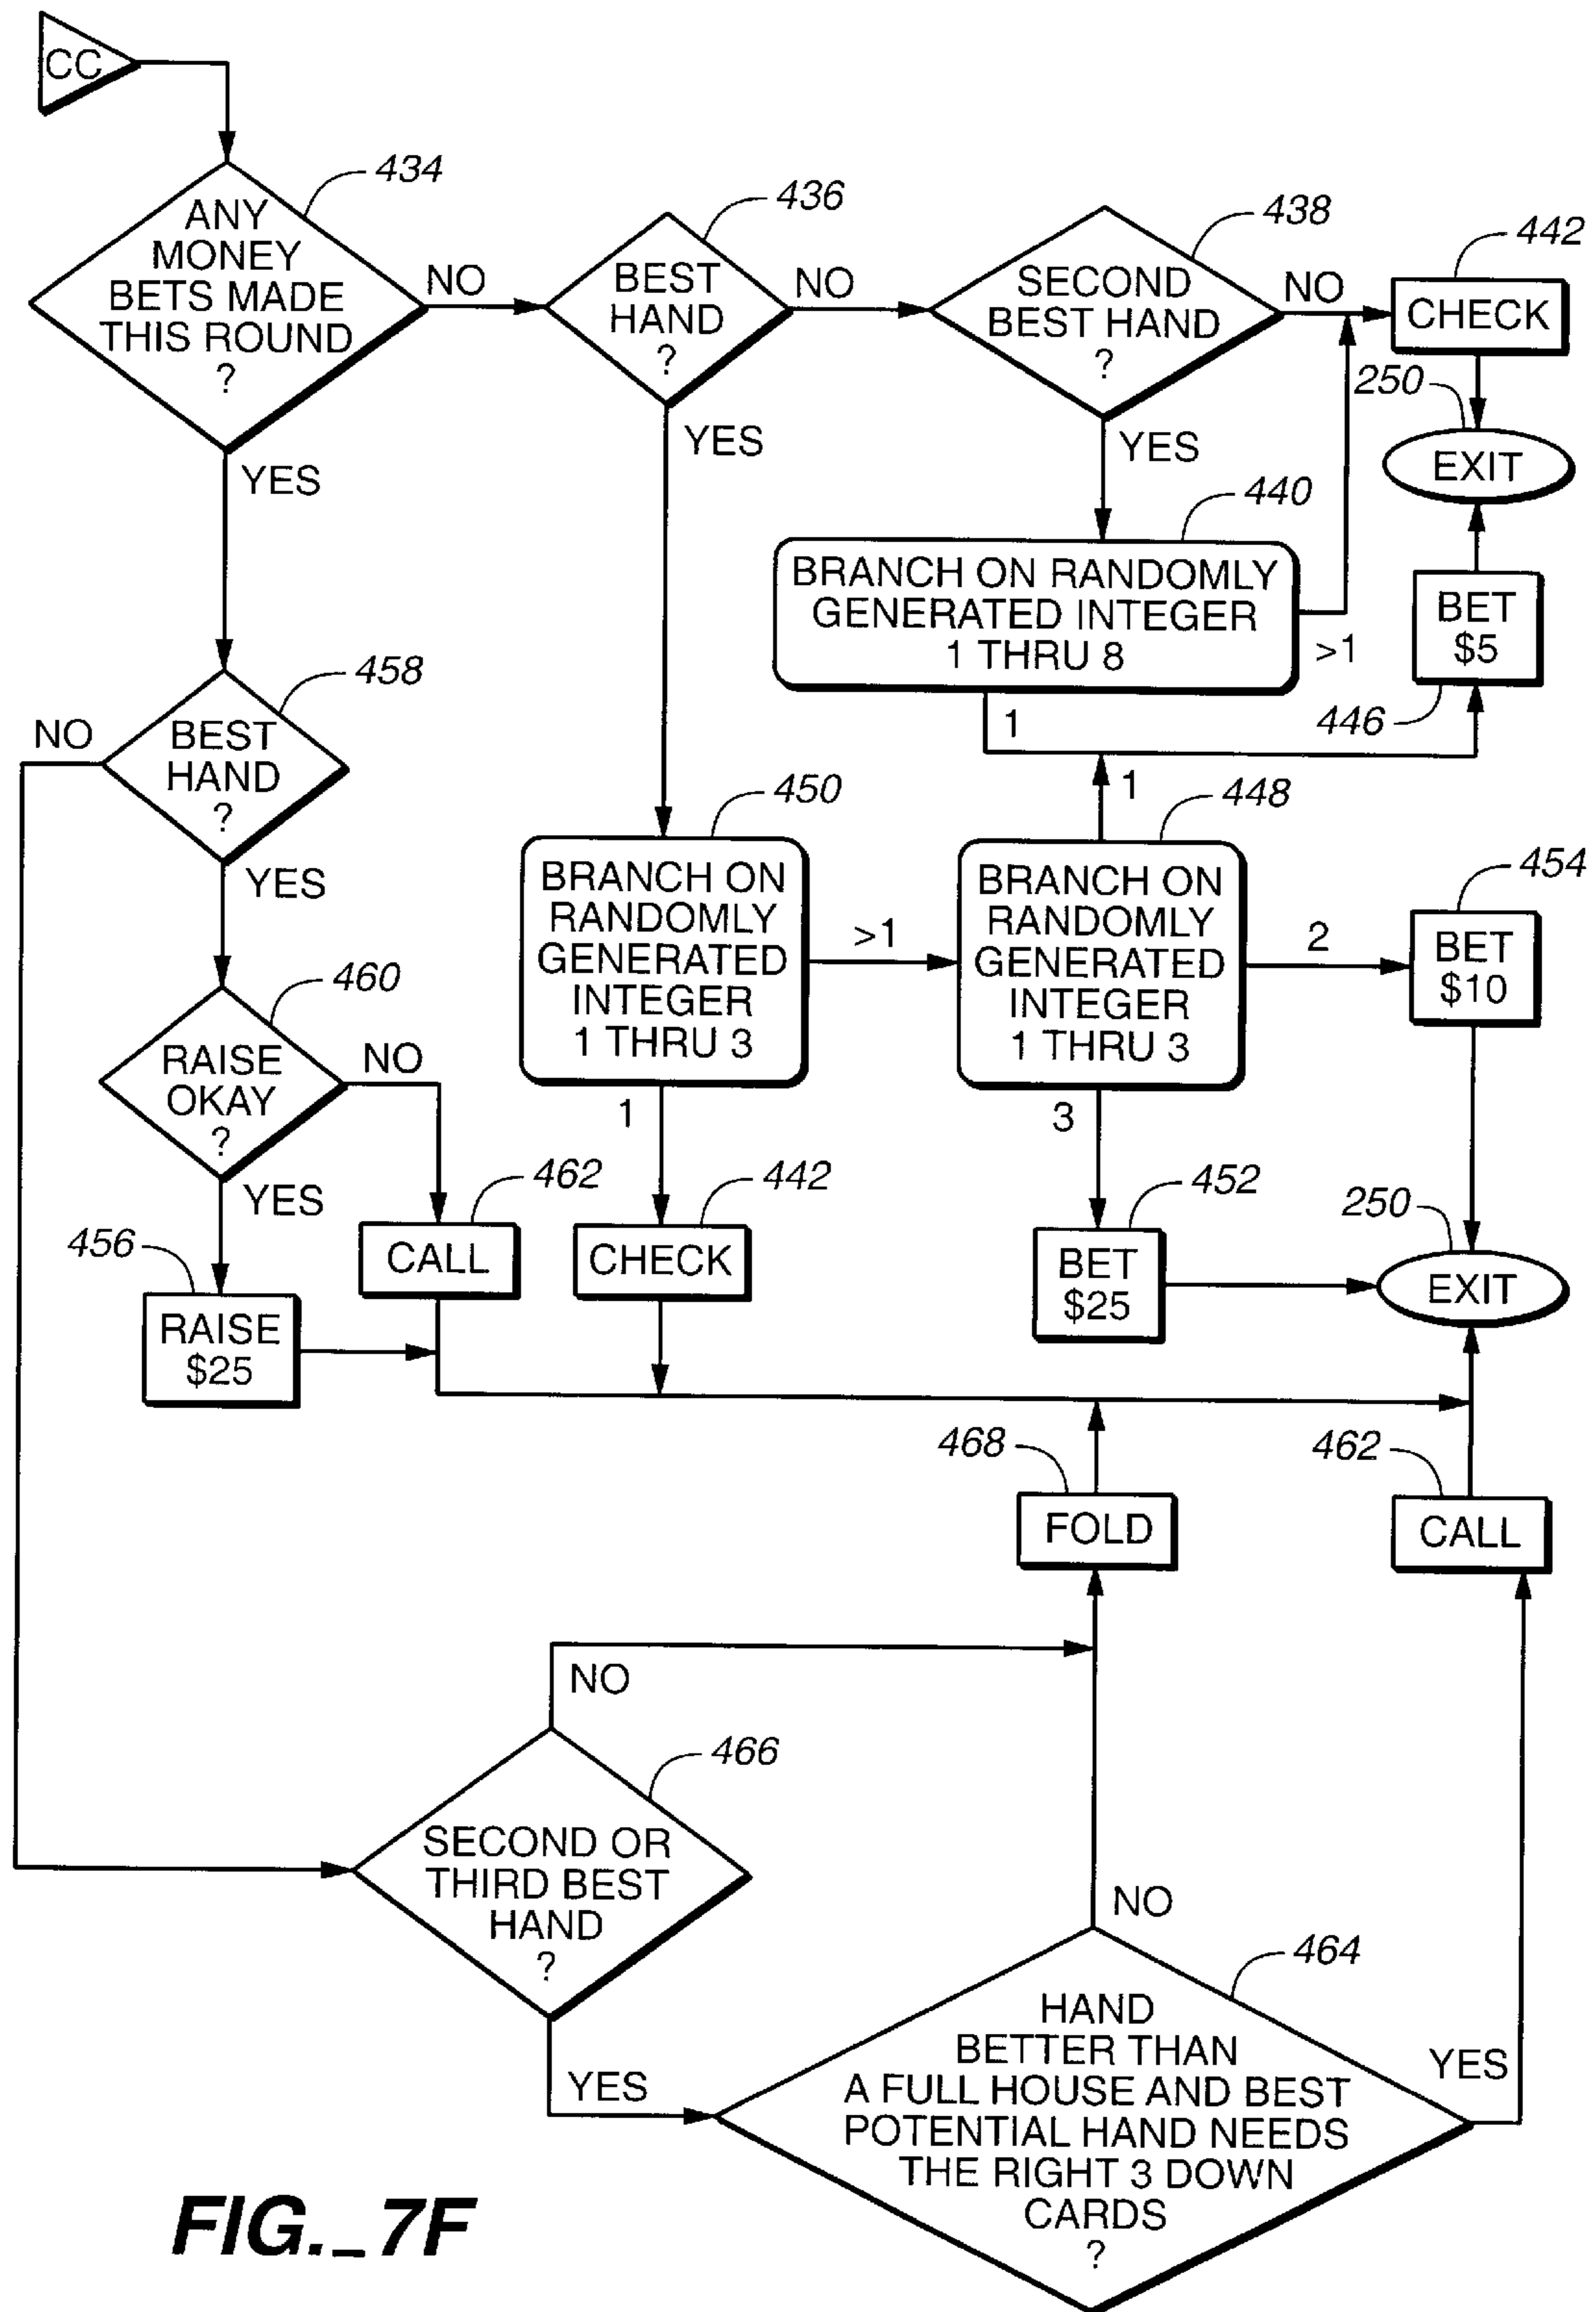 CC
434
ANY
MONEY
BETS MADE
THIS ROUND
?
NO
YES
436
BEST
HAND
?
NO
YES
438
SECOND
BEST HAND
?
NO
YES
442
CHECK
250
EXIT
440
BRANCH ON RANDOMLY
GENERATED INTEGER
1 THRU 8
>1
1
BET
$5
446
458
NO
BEST
HAND
?
YES
450
BRANCH ON
RANDOMLY
GENERATED
INTEGER
1 THRU 3
>1
1
1
448
BRANCH ON
RANDOMLY
GENERATED
INTEGER
1 THRU 3
2
3
454
BET
$10
460
RAISE
OKAY
?
NO
YES
462
CALL
442
CHECK
452
BET
$25
250
EXIT
456
RAISE
$25
468
FOLD
462
CALL
NO
466
SECOND OR
THIRD BEST
HAND
?
YES
NO
464
HAND
BETTER THAN
A FULL HOUSE AND BEST
POTENTIAL HAND NEEDS
THE RIGHT 3 DOWN
CARDS
?
YES
FIG._7F